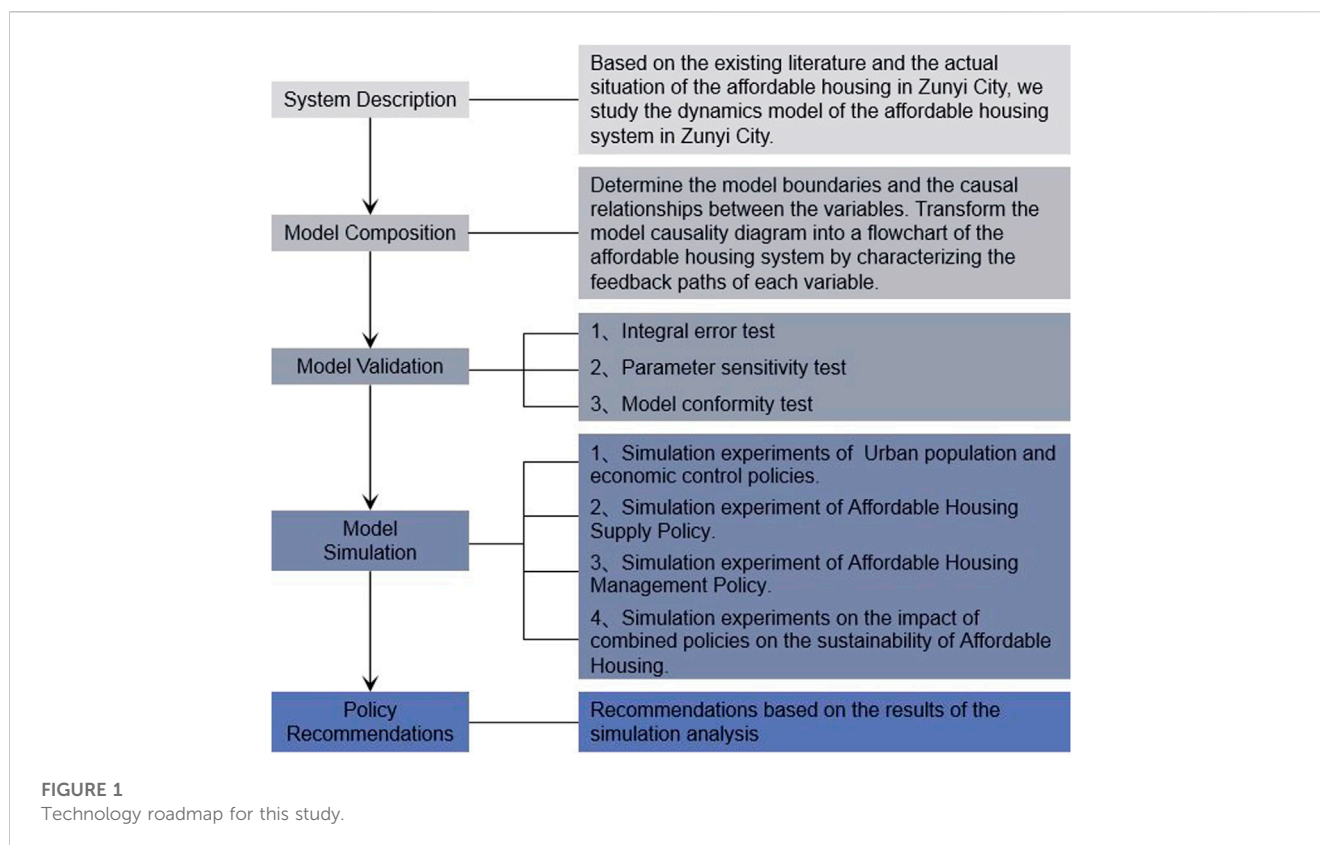 System Description
Based on the existing literature and the actual
situation of the affordable housing in Zunyi City, we
study the dynamics model of the affordable housing
system in Zunyi City.
Model Composition
Determine the model boundaries and the causal
relationships between the variables. Transform the
model causality diagram into a flowchart of the
affordable housing system by characterizing the
feedback paths of each variable.
Model Validation
1、Integral error test
2、Parameter sensitivity test
3、Model conformity test
Model
Simulation
1、Simulation experiments of Urban population and
economic control policies.
2、Simulation experiment of Affordable Housing
Supply Policy.
3、Simulation experiment of Affordable Housing
Management Policy.
4、Simulation experiments on the impact of
combined policies on the sustainability of Affordable
Housing.
Policy
Recommendations
Recommendations based on the results of the
simulation analysis
FIGURE 1
Technology roadmap for this study.